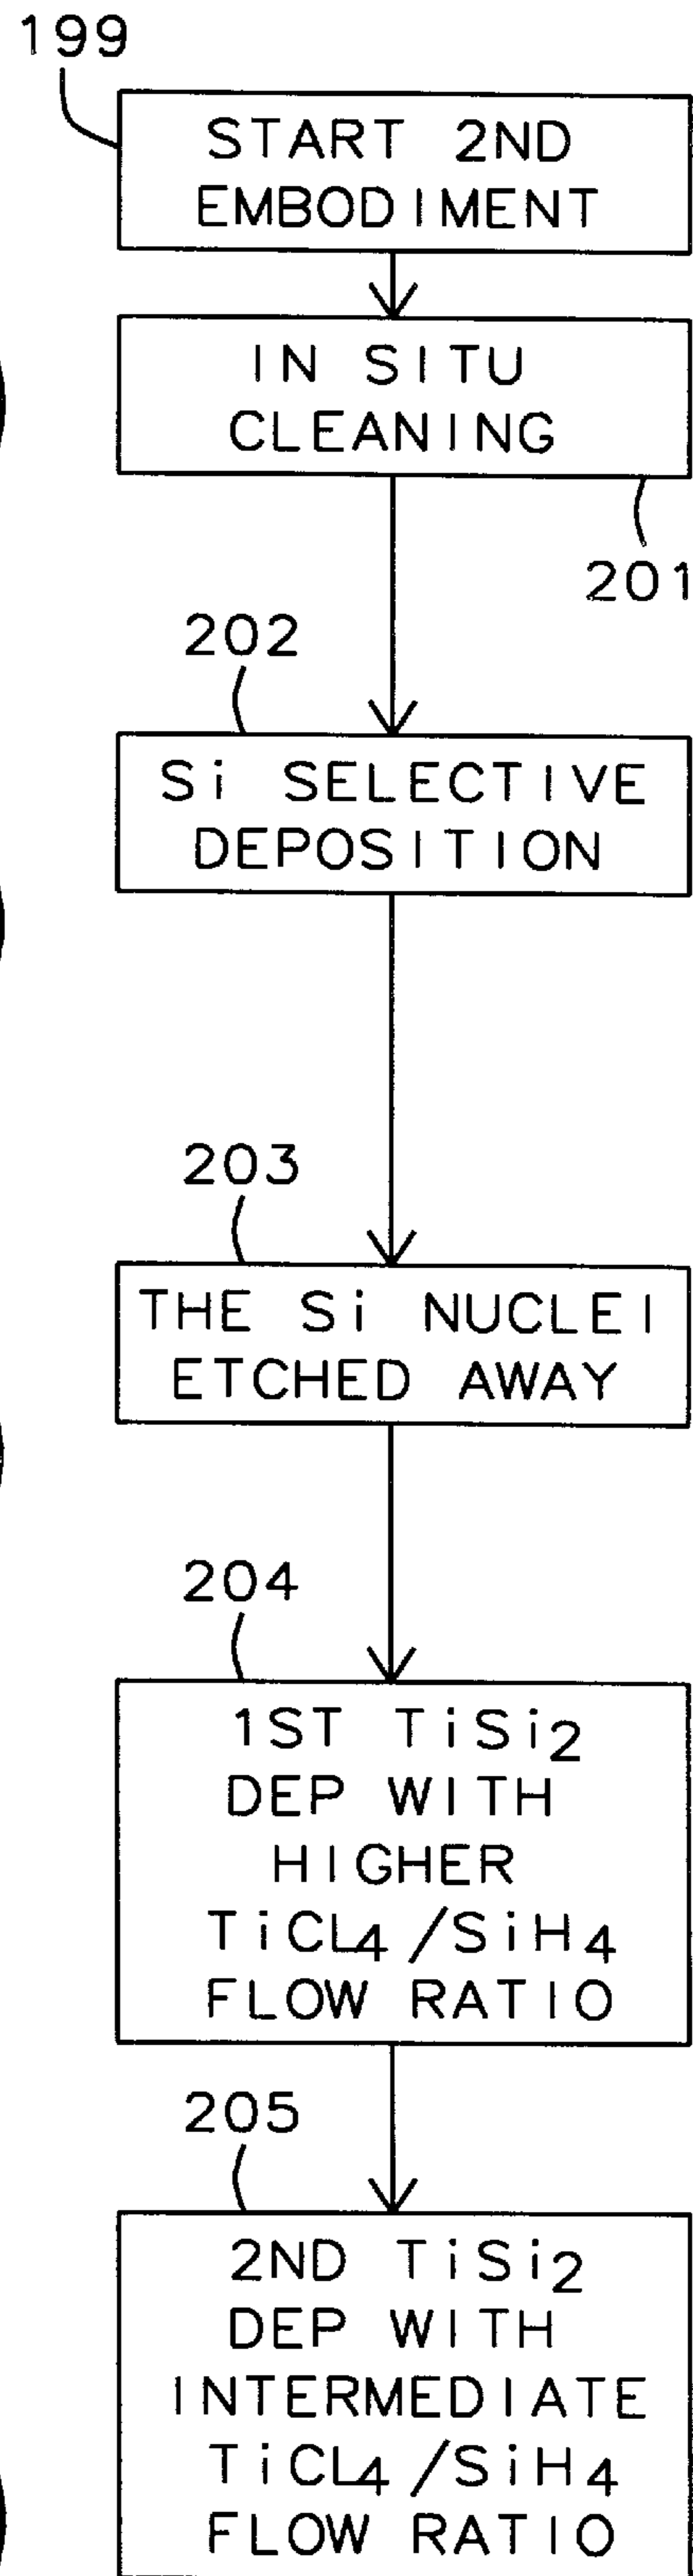 199
START 2ND
EMBODIMENT
IN SITU
CLEANING
201
202
Si SELECTIVE
DEPOSITION
203
THE Si NUCLEI
ETCHED AWAY
204
1ST TiSi2
DEP WITH
HIGHER
TiCL4/SiH4
FLOW RATIO
205
2ND TiSi2
DEP WITH
INTERMEDIATE
TiCL4/SiH4
FLOW RATIO